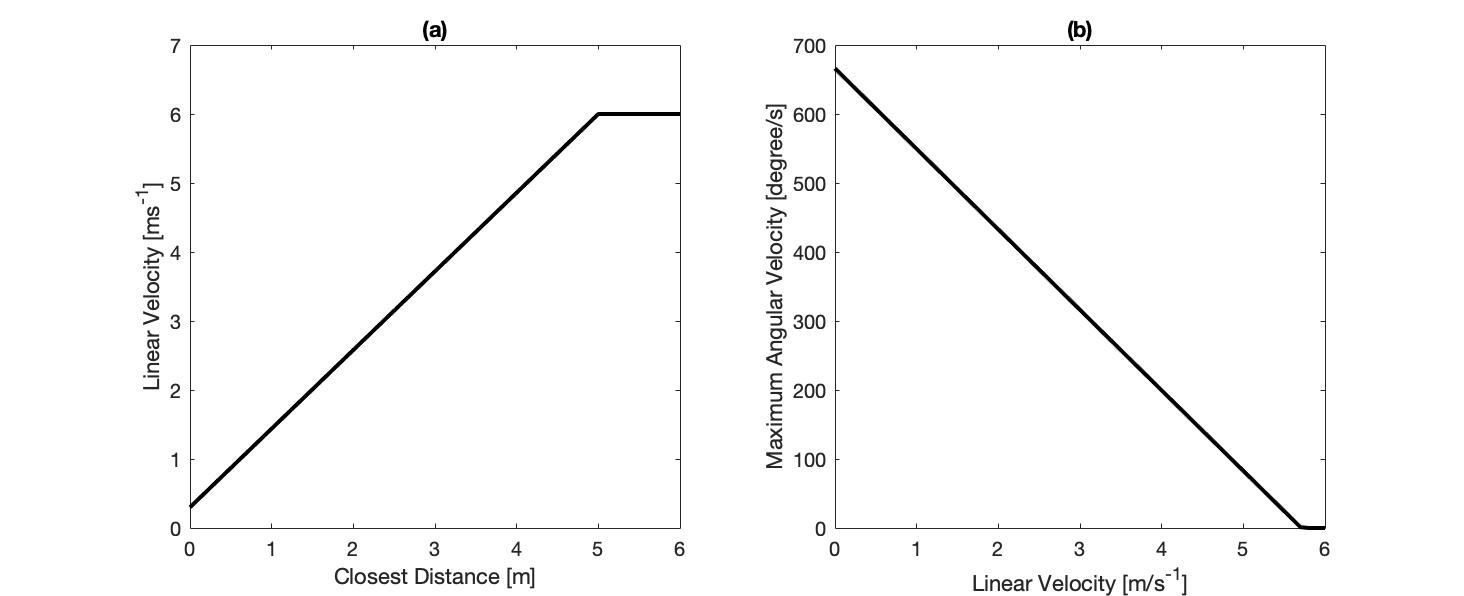 (a)
7
6
5
4
3
2
1
0
Linear Velocity [ms-1]
0 1 2 3 4 5 6
Closest Distance [m]
(b)
700
600
500
400
300
200
100
0
Maximum Angular Velocity [degree/s]
0 1 2 3 4 5 6
Linear Velocity [m/s-1]